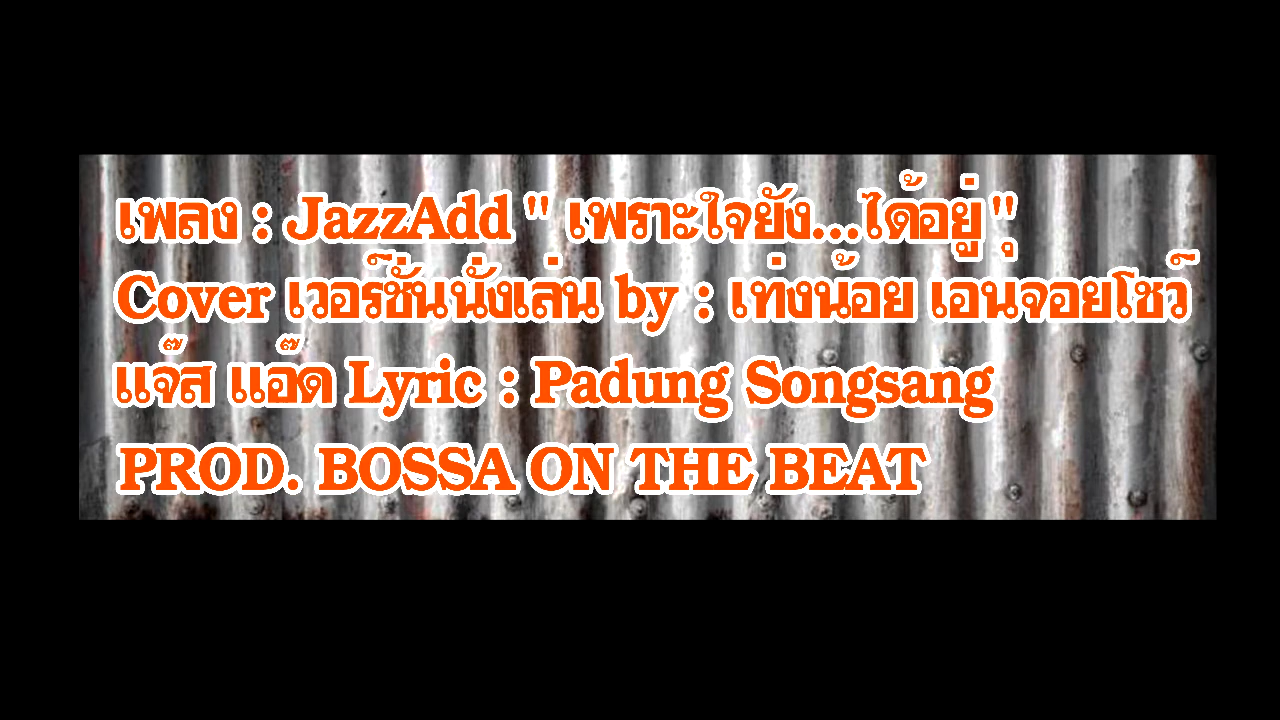 เพลง : JazzAdd " เพราะใจยัง...ได้อยู่ "ุ
Cover เวอร์ชั่นนั่งเล่น by : เท่งน้อย เอนจอยโชว์
แจ๊ส แอ๊ด Lyric : Padung Songsang
PROD. BOSSA ON THE BEAT